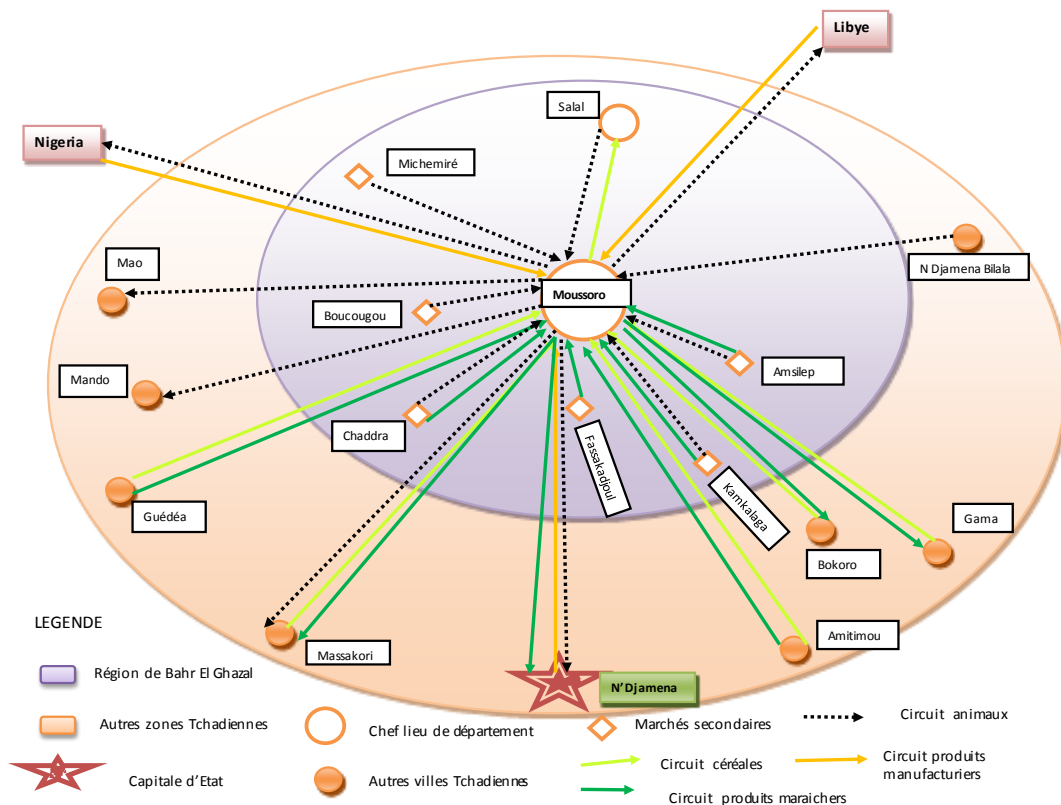 Libye
Salal
Nigeria
Michemiré
Mao
N Djamena Bilala
Moussoro
Boucougou
Mando
Amsilep
Chaddra
Fassakadjoul
Kamkalaga
Guédéa
Gama
Bokoro
Massakori
Amitimou
N'Djamena
LEGENDE
Région de Bahr El Ghazal
Autres zones Tchadiennes
Capitale d'Etat
Chef lieu de département
Autres villes Tchadiennes
Marchés secondaires
Circuit animaux
Circuit céréales
Circuit produits
manufacturiers
Circuit produits maraichers